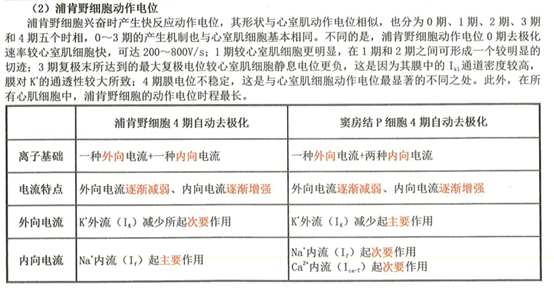 （2）浦肯野细胞动作电位
浦肯野细胞兴奋时产生快反应动作电位，其形状与心室肌动作电位相似，也分为0期、1期、2期、3期
和4期五个时相，0～3期的产生机制也与心室肌细胞基本相同。不同的是，浦肯野细胞动作电位0期去极化
速率较心室肌细胞快，可达200～800V/s；1期较心室肌细胞更明显，在1期和2期之间可形成一个较明显的
切迹；3期复极末所达到的最大复极电位较心室肌细胞静息电位更负，这是因为其膜中的IK1通道密度较高，
膜对K⁺的通透性较大所致；4期膜电位不稳定，这是与心室肌细胞动作电位最显著的不同之处。此外，在所
有心肌细胞中，浦肯野细胞的动作电位时程最长。
浦肯野细胞4期自动去极化 窦房结P细胞4期自动去极化
离子基础 一种外向电流+一种内向电流 一种外向电流+两种内向电流
电流特点 外向电流逐渐减弱、内向电流逐渐增强 外向电流逐渐减弱、内向电流逐渐增强
外向电流 K⁺外流（IK）减少所起次要作用 K⁺外流（IK）减少起主要作用
内向电流 Na⁺内流（If）起主要作用 Na⁺内流（If）起次要作用
Ca²⁺内流（ICa-T）起次要作用